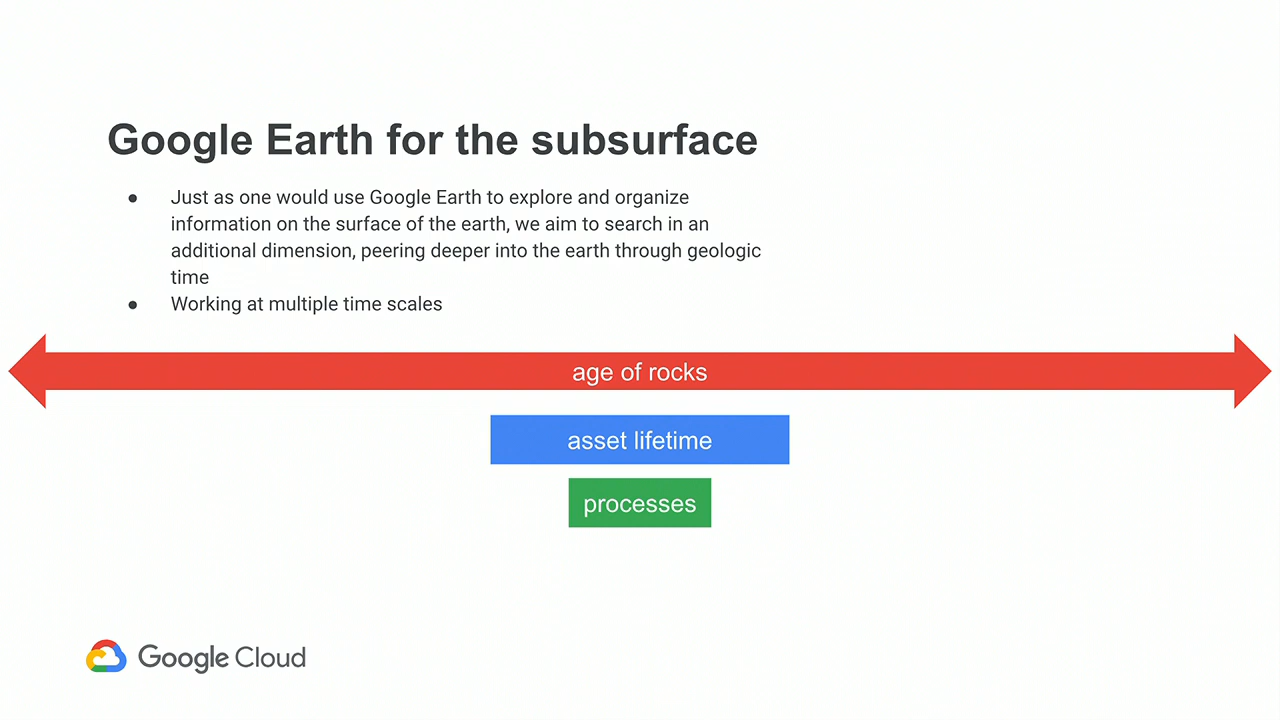 Google Earth for the subsurface
● Just as one would use Google Earth to explore and organize
information on the surface of the earth, we aim to search in an
additional dimension, peering deeper into the earth through geologic
time
● Working at multiple time scales
age of rocks
asset lifetime
processes
Google Cloud